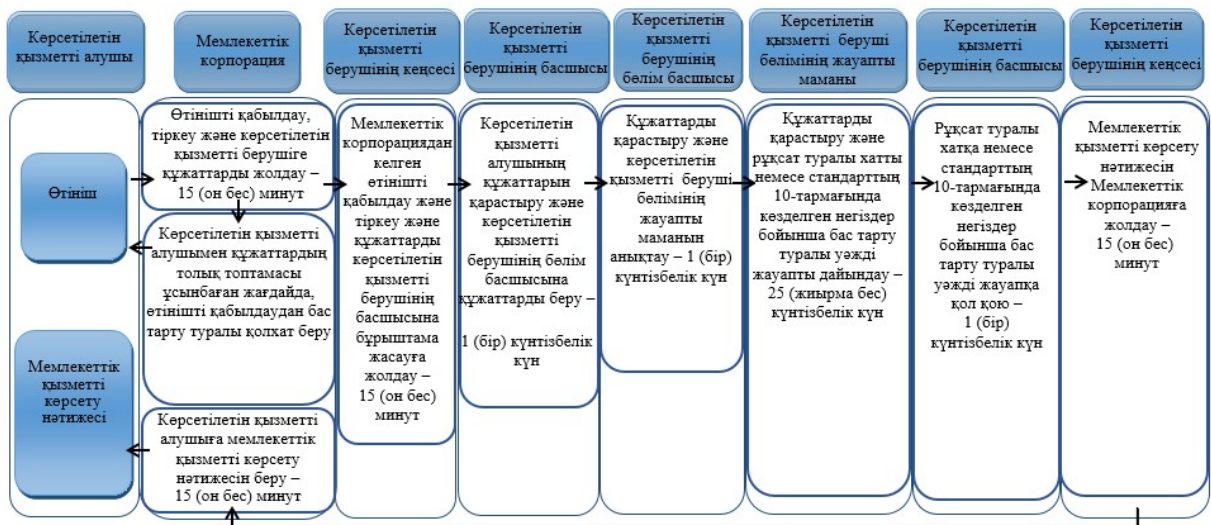 Көрсетілетін
қызметті алушы
Мемлекеттік
корпорация
Көрсетілетін
қызметті
берушінің кеңсесі
Көрсетілетін
қызметті
берушінің басшысы
Көрсетілетін
қызметті
берушінің
бөлім басшысы
Көрсетілетін
қызметті беруші
бөлімінің жауапты
маманы
Көрсетілетін
қызметті
берушінің басшысы
Көрсетілетін
қызметті
берушінің кеңсесі
Өтініш
Мемлекеттік
қызметті
көрсету
нәтижесі
Өтінішті қабылдау,
тіркеу және көрсетілетін
қызметті берушіге
құжаттарды жолдау –
15 (он бес) минут
Көрсетілетін қызметті
алушымен құжаттардың
толық топтамасы
ұсынбаған жағдайда,
өтінішті қабылдаудан бас
тарту туралы қолхат беру
Көрсетілетін қызметті
алушыға мемлекеттік
қызметті көрсету
нәтижесін беру –
15 (он бес) минут
Мемлекеттік
корпорациядан
келген
өтінішті
қабылдау және
тіркеу және
құжаттарды
көрсетілетін
қызметті
берушінің
басшысына
бұрыштама
жасауға
жолдау –
15 (он бес)
минут
Көрсетілетін
қызметті
алушының
құжаттарын
қарастыру және
көрсетілетін
қызметті
берушінің бөлім
басшысына
құжаттарды беру –
1 (бір) күнтізбелік
күн
Құжаттарды
қарастыру және
көрсетілетін
қызметті беруші
бөлімінің
жауапты
маманын
анықтау – 1 (бір)
күнтізбелік күн
Құжаттарды
қарастыру және
рұқсат туралы хатты
немесе стандарттың
10-тармағында
көзделген негіздер
бойынша бас тарту
туралы уәжді
жауапты дайындау –
25 (жиырма бес)
күнтізбелік күн
Рұқсат туралы
хатқа немесе
стандарттың
10-тармағында
көзделген
негіздер
бойынша бас
тарту туралы
уәжді жауапқа
қол қою –
1 (бір)
күнтізбелік күн
Мемлекеттік
қызметті көрсету
нәтижесін
Мемлекеттік
корпорацияға
жолдау –
15 (он бес)
минут